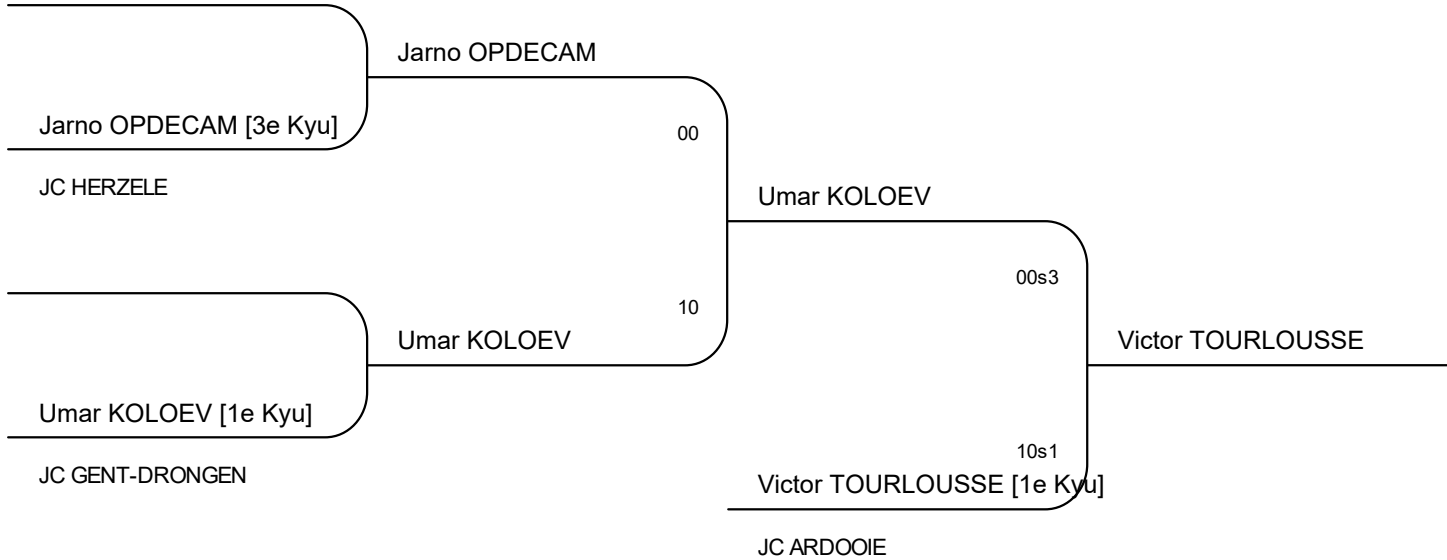 Jarno OPDECAM
Jarno OPDECAM [3e Kyu]
00
JC HERZELE
Umar KOLOEV
00s3
10
Umar KOLOEV
Victor TOURLOUSSE
Umar KOLOEV [1e Kyu]
10s1
JC GENT-DRONGEN
Victor TOURLOUSSE [1e Kyu]
JC ARDOOIE